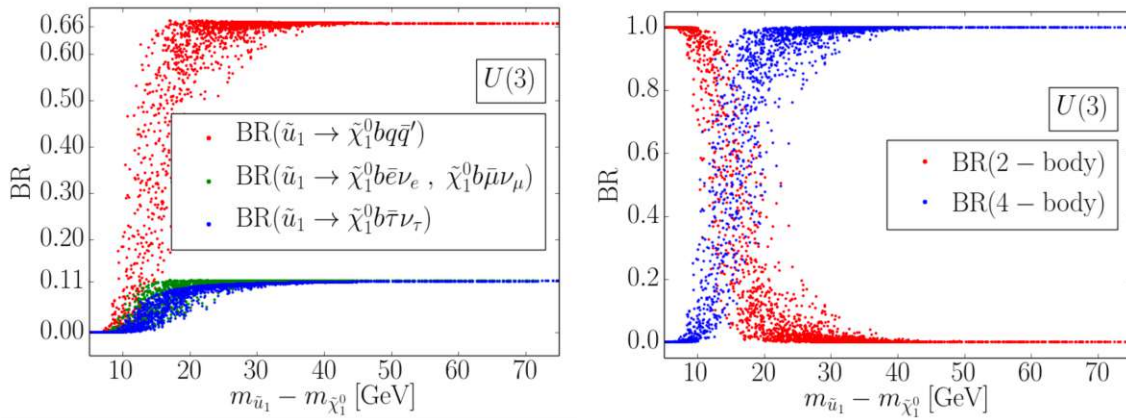 0.66
0.60
0.50
0.40
0.30
0.20
0.11
0.00
BR
U(3)
BR(ũ₁ → χ̃₁⁰bqq̄′)
BR(ũ₁ → χ̃₁⁰bēν_e , χ̃₁⁰bμ̄ν_μ)
BR(ũ₁ → χ̃₁⁰bτ̄ν_τ)
10 20 30 40 50 60 70
m_ũ₁ − m_χ̃₁⁰ [GeV]
1.0
0.8
0.6
0.4
0.2
0.0
BR
U(3)
BR(2 − body)
BR(4 − body)
10 20 30 40 50 60 70
m_ũ₁ − m_χ̃₁⁰ [GeV]